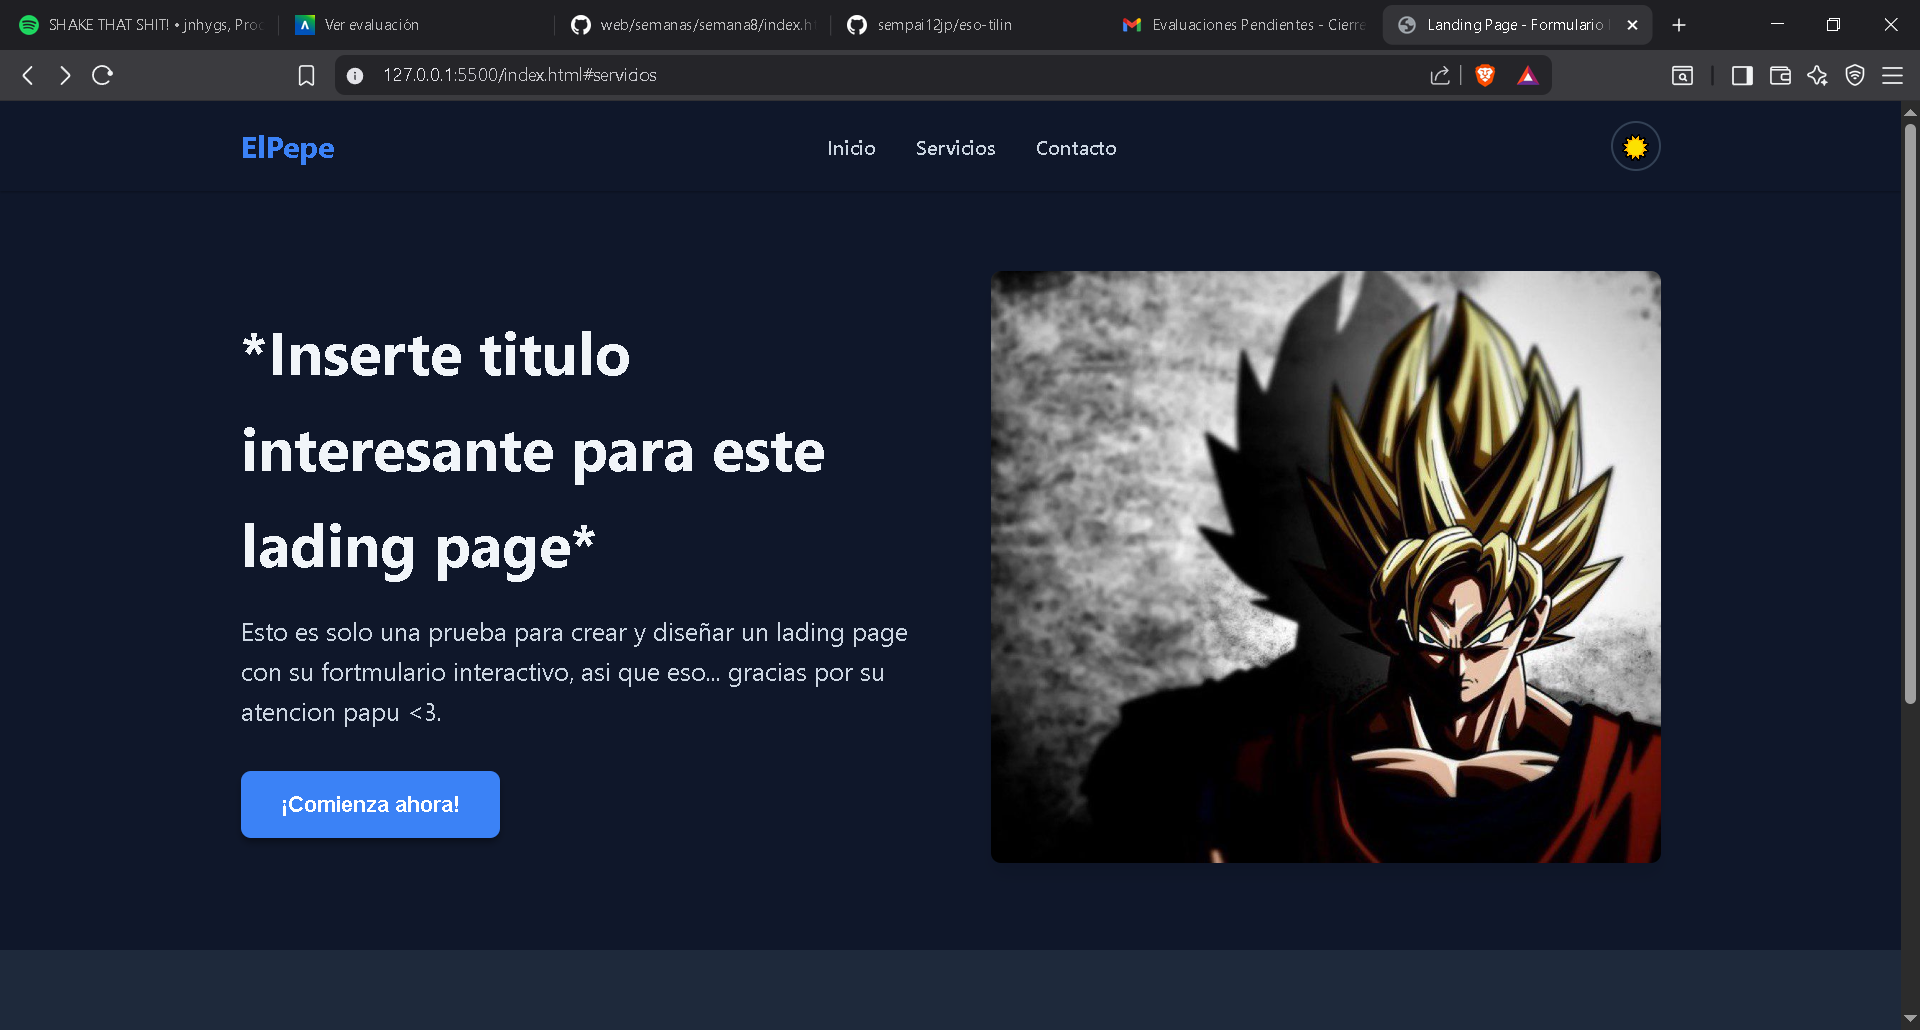 SHAKE THAT SHIT! • jnhygs, Proc
Ver evaluación
web/semanas/semana8/index.ht
sempai12jp/eso-tilin
Evaluaciones Pendientes - Cierre
Landing Page - Formulario
127.0.0.1:5500/index.html#servicios
ElPepe
Inicio
Servicios
Contacto
*Inserte titulo
interesante para este
lading page*
Esto es solo una prueba para crear y diseñar un lading page
con su fortmulario interactivo, asi que eso... gracias por su
atencion papu <3.
¡Comienza ahora!